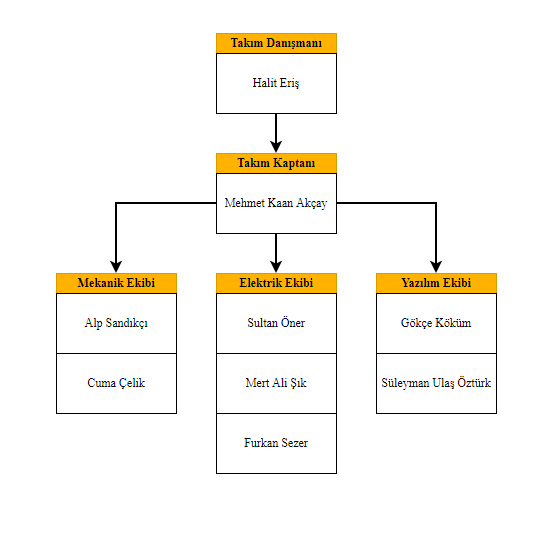 Takım Danışmanı
Halit Eriş
Takım Kaptanı
Mehmet Kaan Akçay
Mekanik Ekibi
Alp Sandıkçı
Cuma Çelik
Elektrik Ekibi
Sultan Öner
Mert Ali Şık
Furkan Sezer
Yazılım Ekibi
Gökçe Köküm
Süleyman Ulaş Öztürk